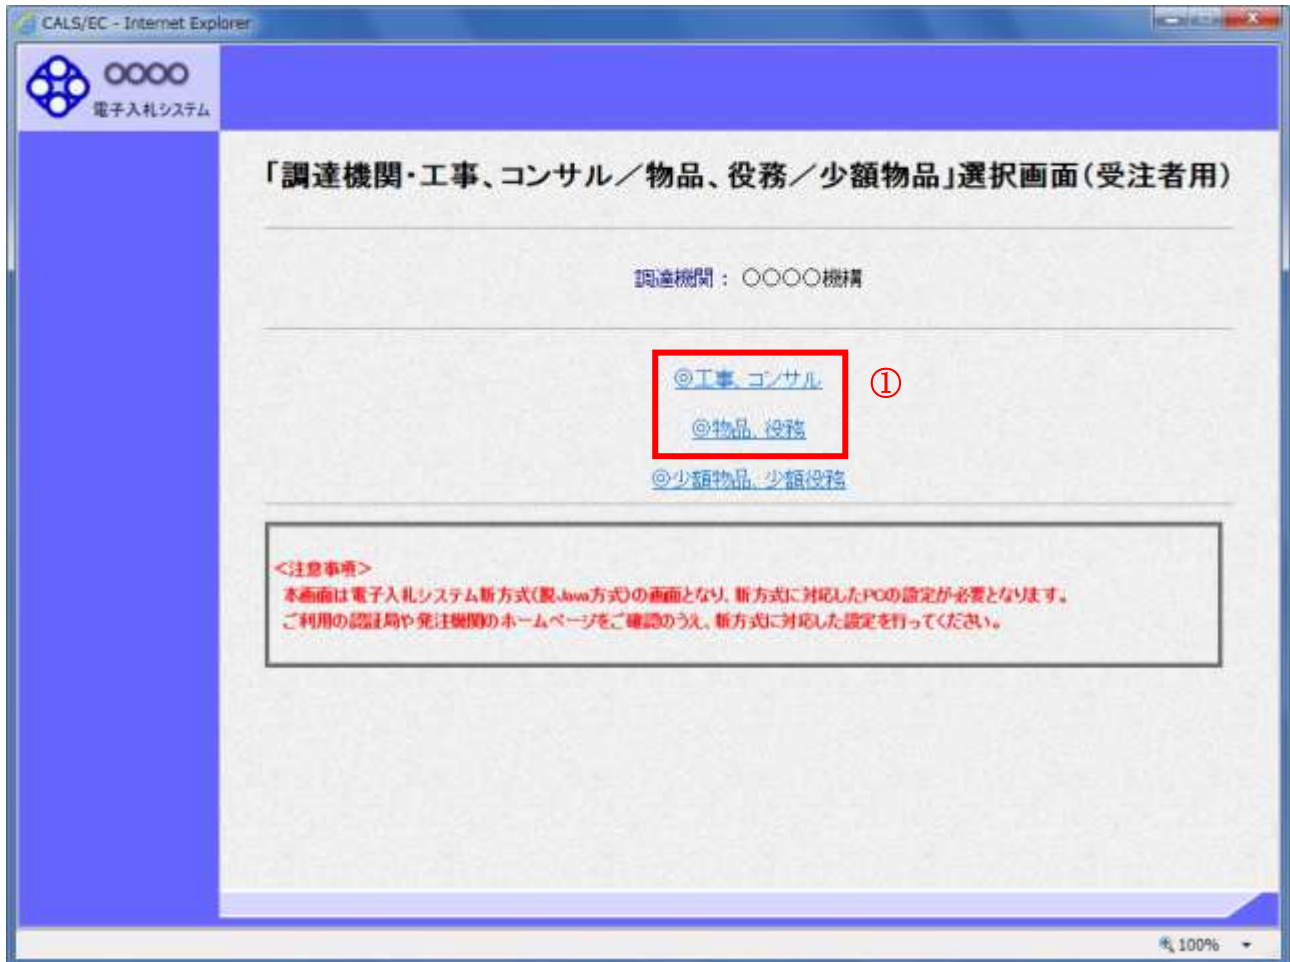 CALS/EC - Internet Explorer
○○○○
電子入札システム
「調達機関・工事、コンサル／物品、役務／少額物品」選択画面（受注者用）
調達機関： ○○○○機構
◎工事、コンサル
①
◎物品、役務
◎少額物品、少額役務
＜注意事項＞
本画面は電子入札システム新方式(脱Java方式)の画面となり、新方式に対応したPCの設定が必要となります。
ご利用の認証局や発注機関のホームページをご確認のうえ、新方式に対応した設定を行ってください。
100%